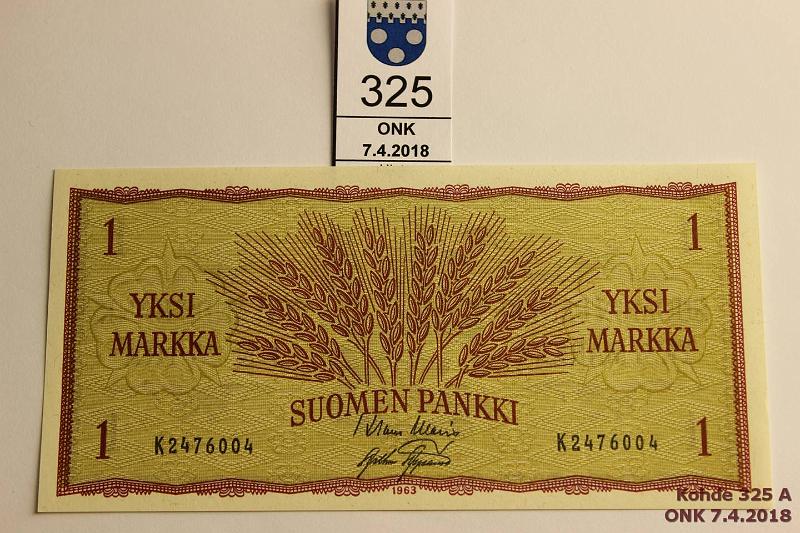 325
ONK
7.4.2018
1
1
YKSI
MARKKA
YKSI
MARKKA
SUOMEN PANKKI
1
K2476004
K2476004
1
1963
Kohde 325 A
ONK 7.4.2018